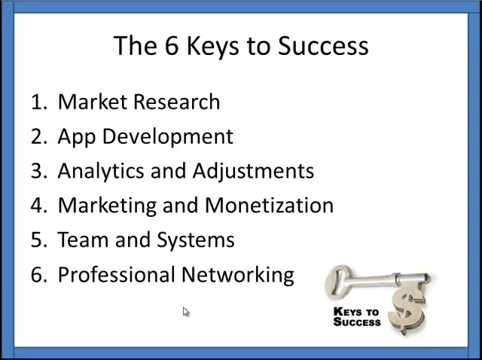 The 6 Keys to Success
1. Market Research
2. App Development
3. Analytics and Adjustments
4. Marketing and Monetization
5. Team and Systems
6. Professional Networking
KEYS TO
SUCCESS
$